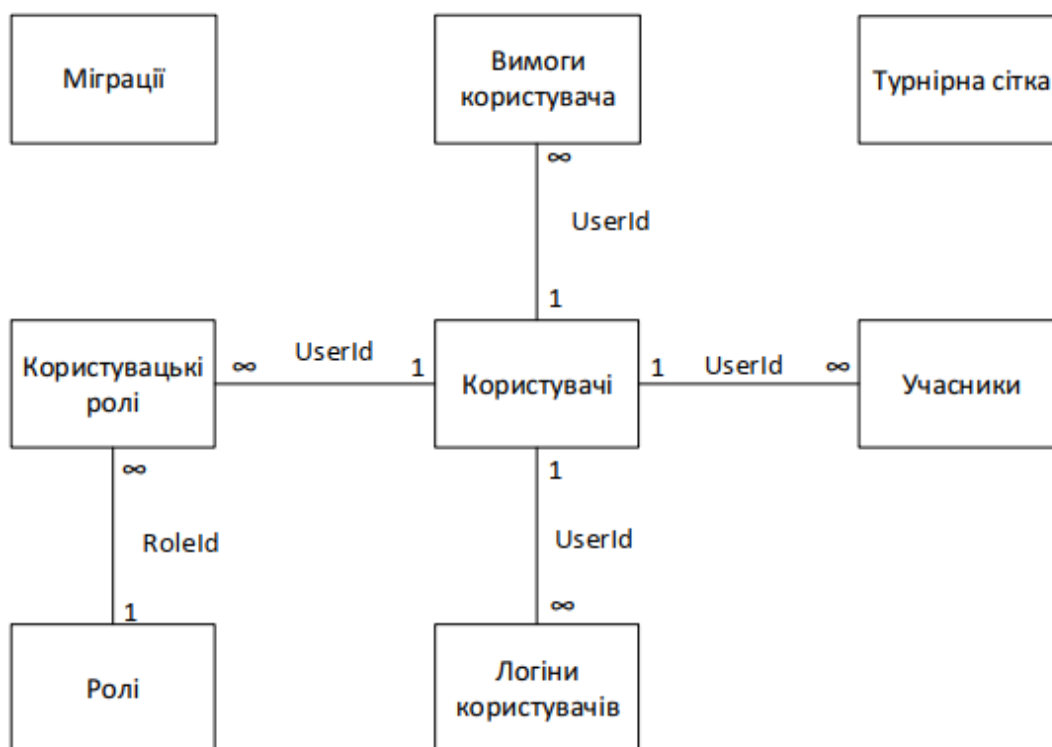 Міграції
Вимоги
користувача
Турнірна сітка
∞
UserId
1
Користувацькі
ролі
∞
UserId
1
Користувачі
1
UserId
∞
Учасники
∞
RoleId
1
1
UserId
∞
Ролі
Логіни
користувачів